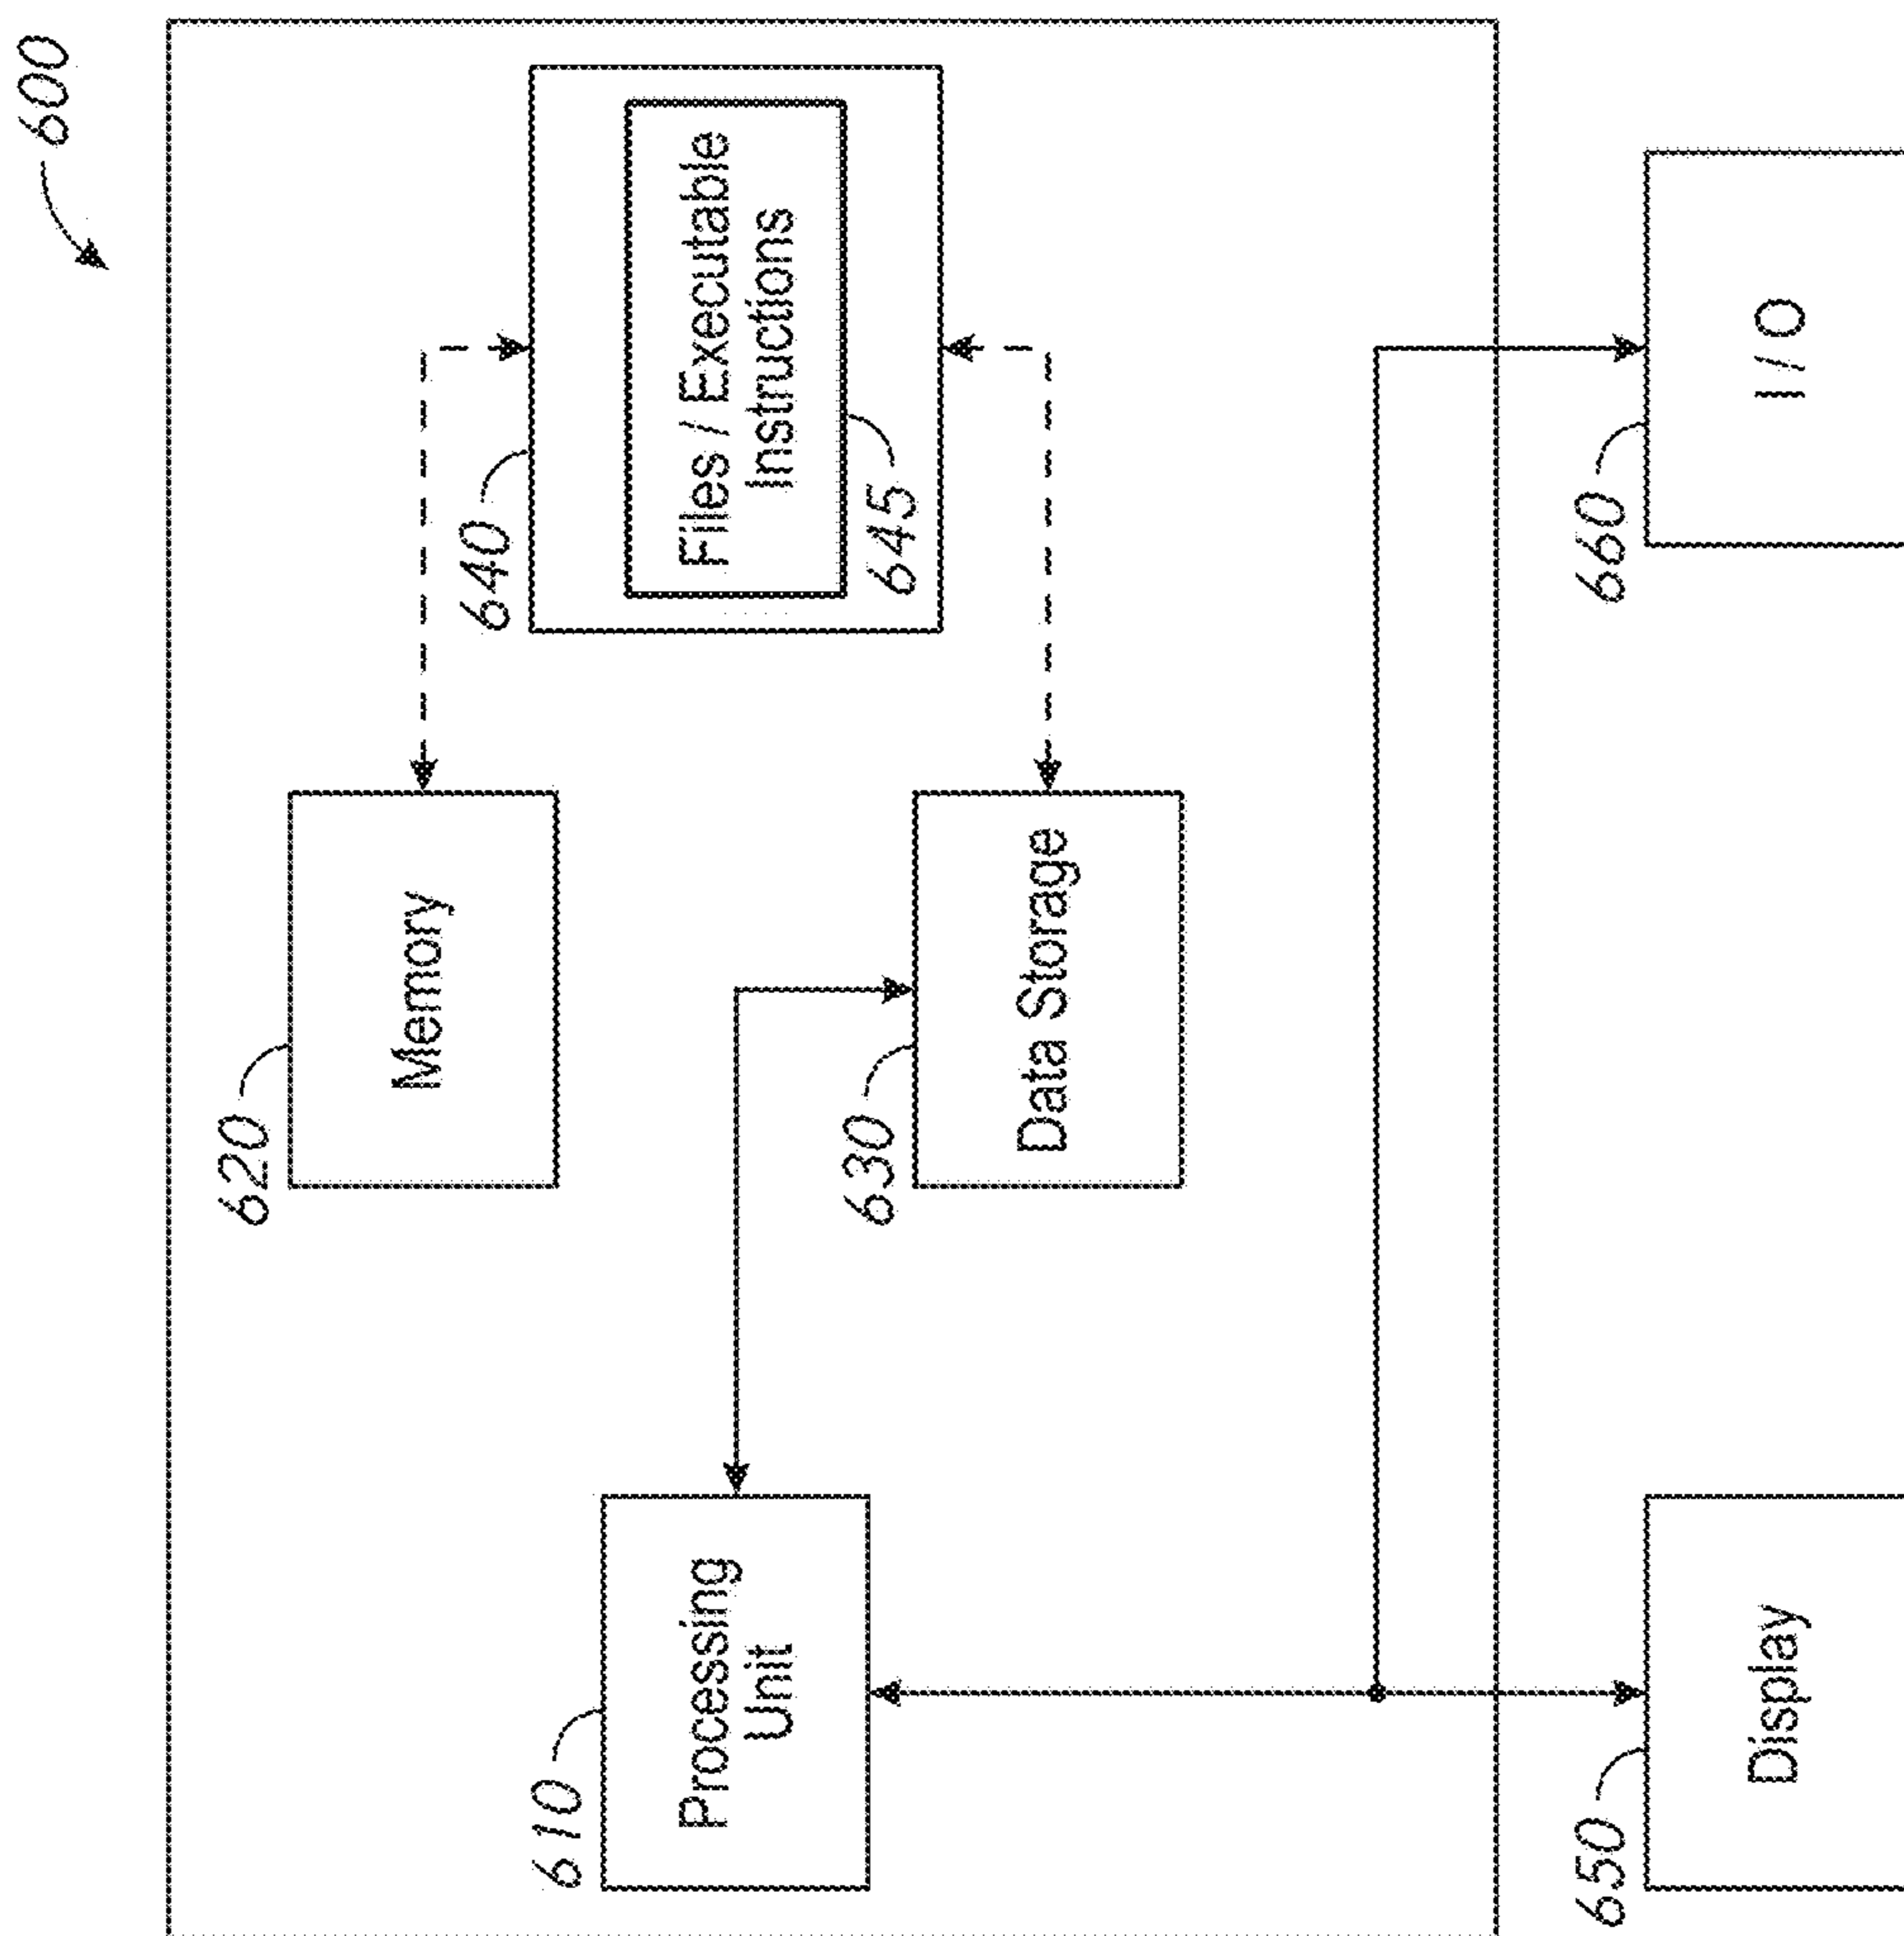 600
620
Memory
640
Files / Executable
Instructions
645
610
Processing
Unit
630
Data Storage
650
Display
660
I / O